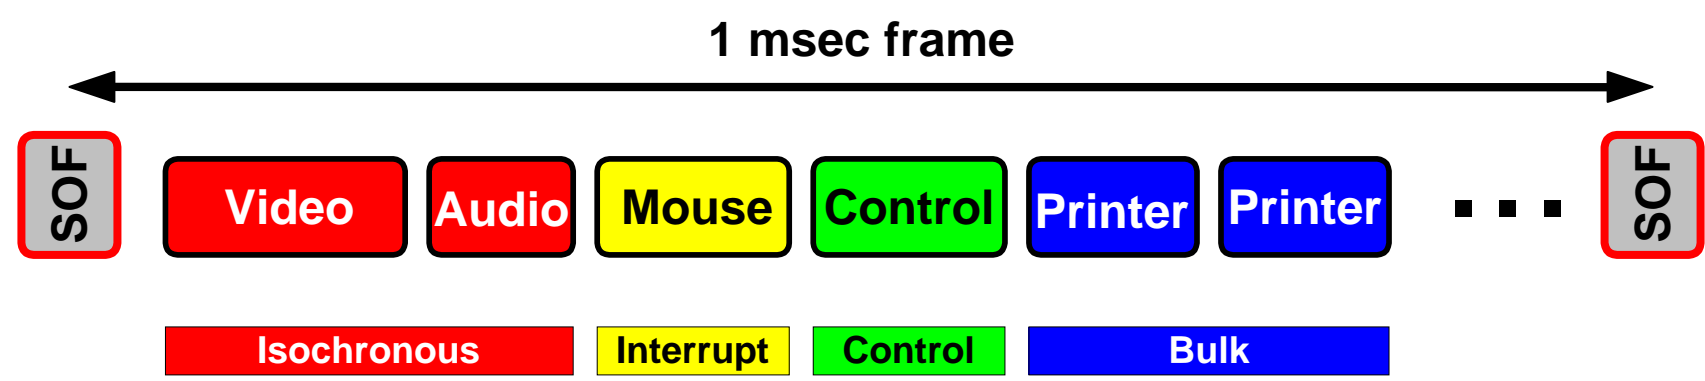 1 msec frame
SOF Video Audio Mouse Control Printer Printer ... SOF
Isochronous Interrupt Control Bulk